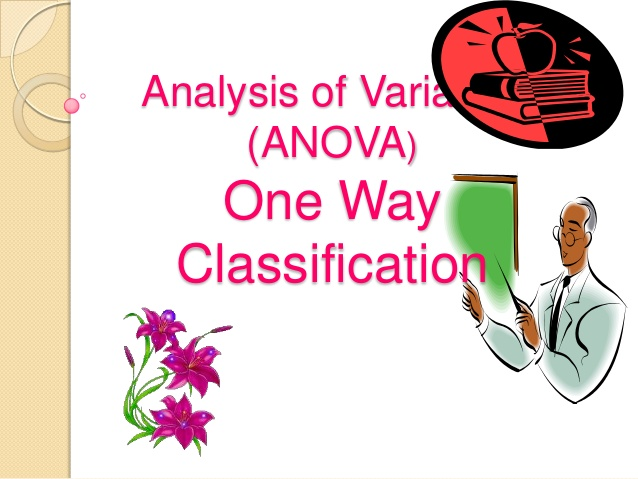 Analysis of Varia
(ANOVA)
One Way
Classification